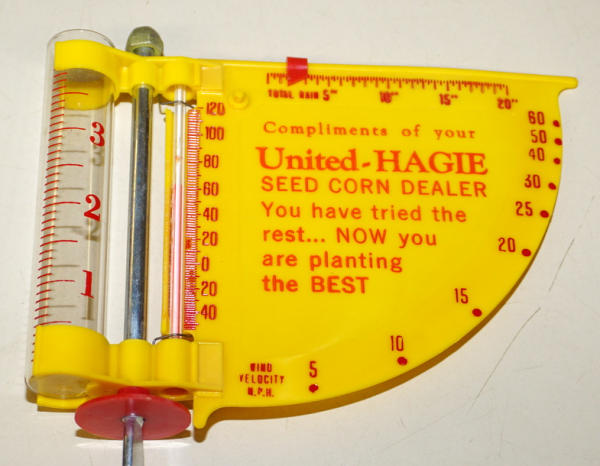 TOTAL RAIN 5" 10" 15" 20"
Compliments of your
United-HAGIE
SEED CORN DEALER
You have tried the
rest... NOW you
are planting
the BEST
3
2
1
120
100
80
60
40
20
0
20
40
60
50
40
30
25
20
15
10
5
WIND
VELOCITY
M.P.H.